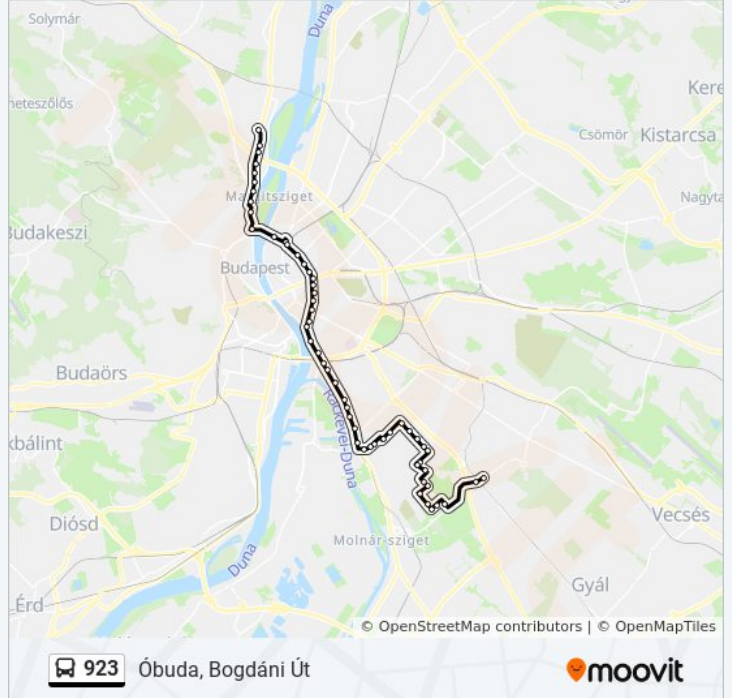 Solymár
Duna
heteszőlős
Kere
Csömör
Kistarcsa
Margitsziget
Nagyta
Budakeszi
Budapest
Budaörs
Ráckevei-Duna
kbálint
Diósd
Vecsés
Molnár-sziget
Duna
Gyál
Érd
© OpenStreetMap contributors | © OpenMapTiles
923 Óbuda, Bogdáni Út
moovit